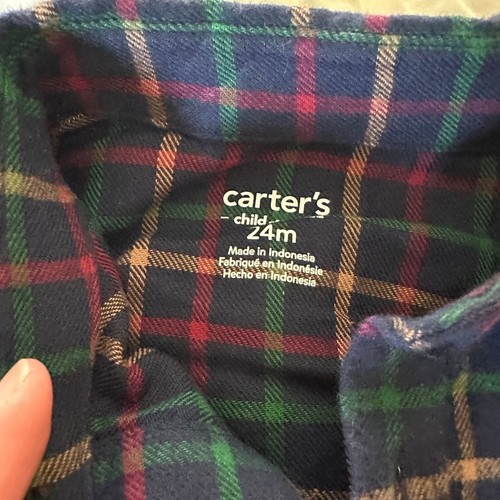 carter's
child
24m
Made in Indonesia
Fabriqué en Indonésie
Hecho en Indonesia